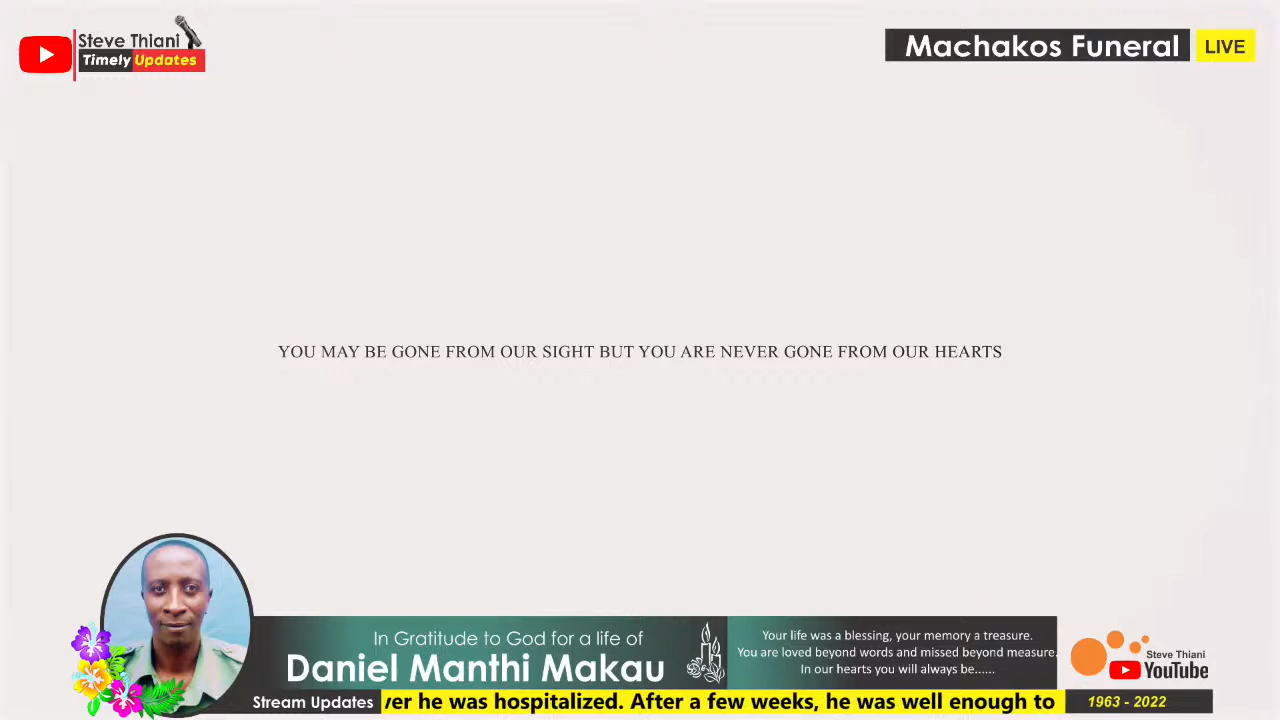 Steve Thiani
Timely Updates
Machakos Funeral LIVE
YOU MAY BE GONE FROM OUR SIGHT BUT YOU ARE NEVER GONE FROM OUR HEARTS
In Gratitude to God for a life of
Daniel Manthi Makau
Your life was a blessing, your memory a treasure.
You are loved beyond words and missed beyond measure.
In our hearts you will always be......
Steve Thiani
YouTube
Stream Updates
he was hospitalized. After a few weeks, he was well enough to
1963 - 2022